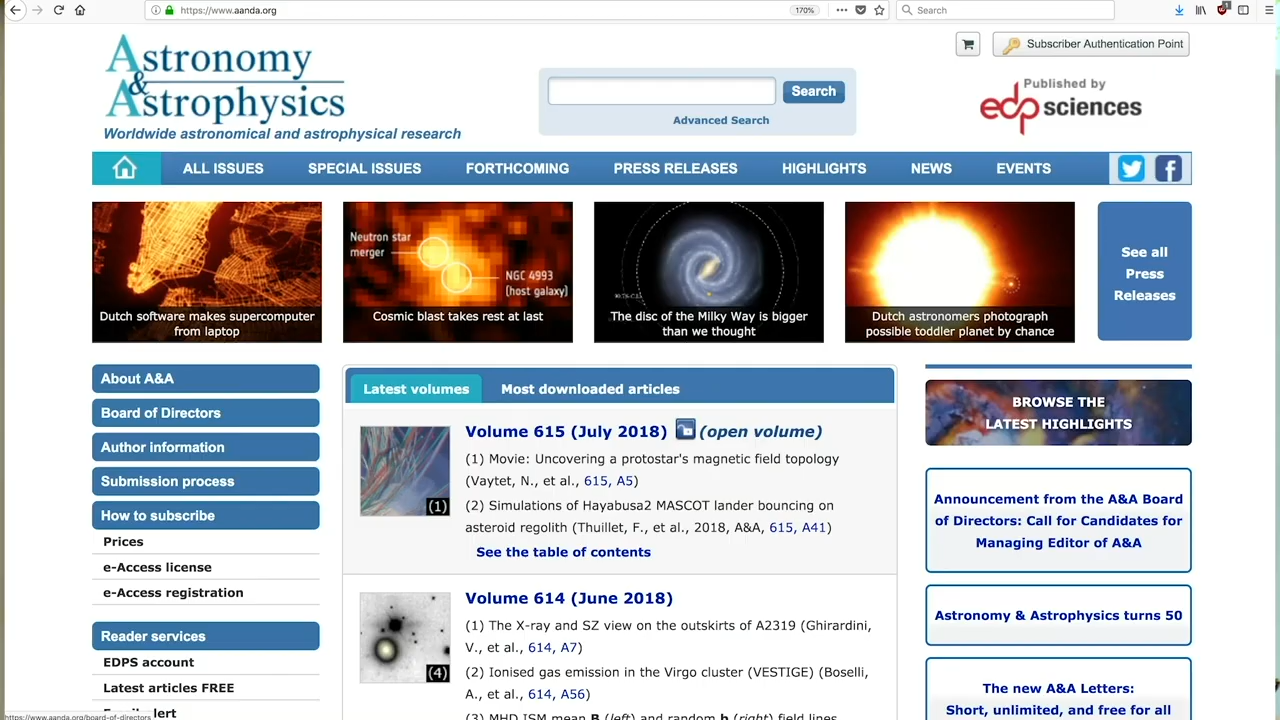 https://www.aanda.org
170%
Search
Astronomy
&
Astrophysics
Worldwide astronomical and astrophysical research
Search
Advanced Search
Subscriber Authentication Point
Published by
edp sciences
ALL ISSUES
SPECIAL ISSUES
FORTHCOMING
PRESS RELEASES
HIGHLIGHTS
NEWS
EVENTS
Dutch software makes supercomputer
from laptop
Neutron star
merger
NGC 4993
(host galaxy)
Cosmic blast takes rest at last
The disc of the Milky Way is bigger
than we thought
Dutch astronomers photograph
possible toddler planet by chance
See all
Press
Releases
About A&A
Board of Directors
Author information
Submission process
How to subscribe
Prices
e-Access license
e-Access registration
Reader services
EDPS account
Latest articles FREE
lert
https://www.aanda.org/board-of-directors
Latest volumes
Most downloaded articles
Volume 615 (July 2018) (open volume)
(1) Movie: Uncovering a protostar's magnetic field topology
(Vaytet, N., et al., 615, A5)
(2) Simulations of Hayabusa2 MASCOT lander bouncing on
asteroid regolith (Thuillet, F., et al., 2018, A&A, 615, A41)
See the table of contents
(1)
Volume 614 (June 2018)
(1) The X-ray and SZ view on the outskirts of A2319 (Ghirardini,
V., et al., 614, A7)
(2) Ionised gas emission in the Virgo cluster (VESTIGE) (Boselli,
A., et al., 614, A56)
(3) MHD ISM mean B (left) and random b (right) field lines
(4)
BROWSE THE
LATEST HIGHLIGHTS
Announcement from the A&A Board
of Directors: Call for Candidates for
Managing Editor of A&A
Astronomy & Astrophysics turns 50
The new A&A Letters:
Short, unlimited, and free for all